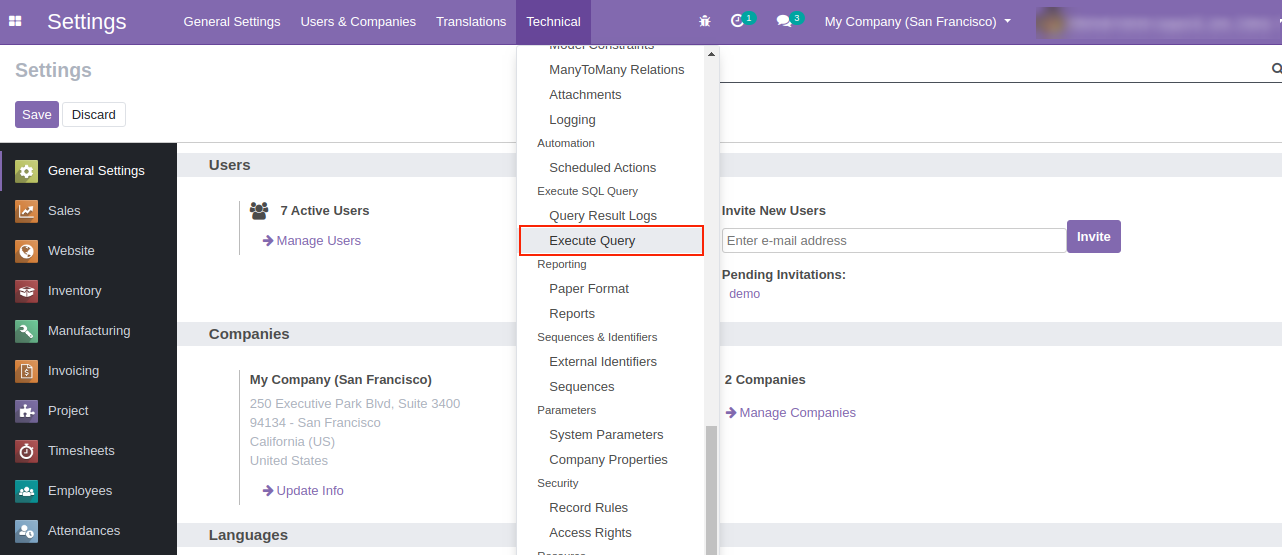 Settings
General Settings
Users & Companies
Translations
Technical
1
3
My Company (San Francisco)
Settings
Save
Discard
General Settings
Sales
Website
Inventory
Manufacturing
Invoicing
Project
Timesheets
Employees
Attendances
Model Constraints
ManyToMany Relations
Attachments
Logging
Automation
Scheduled Actions
Execute SQL Query
Query Result Logs
Execute Query
Reporting
Paper Format
Reports
Sequences & Identifiers
External Identifiers
Sequences
Parameters
System Parameters
Company Properties
Security
Record Rules
Access Rights
Resource
Users
7 Active Users
Manage Users
Invite New Users
Enter e-mail address
Invite
Pending Invitations:
demo
Companies
My Company (San Francisco)
250 Executive Park Blvd, Suite 3400
94134 - San Francisco
California (US)
United States
Update Info
2 Companies
Manage Companies
Languages